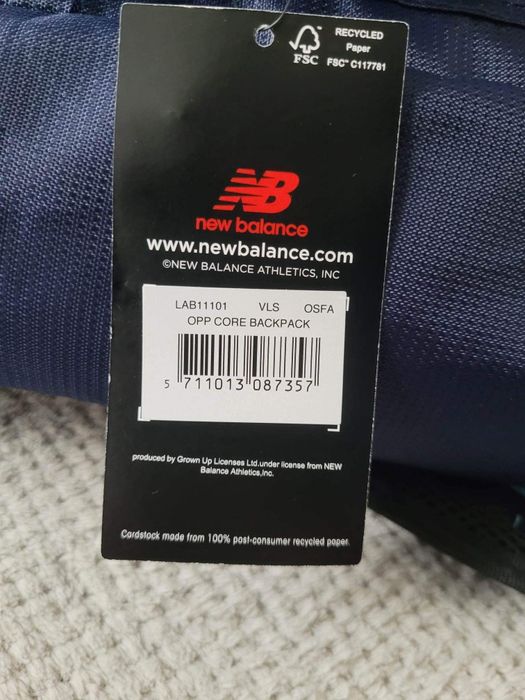 RECYCLED
Paper
FSC™ C117781
FSC
NB
new balance
www.newbalance.com
©NEW BALANCE ATHLETICS, INC
LAB11101 VLS OSFA
OPP CORE BACKPACK
5 711013 087357
produced by Grown Up Licenses Ltd.under license from NEW
Balance Athletics,Inc.
Cardstock made from 100% post-consumer recycled paper.